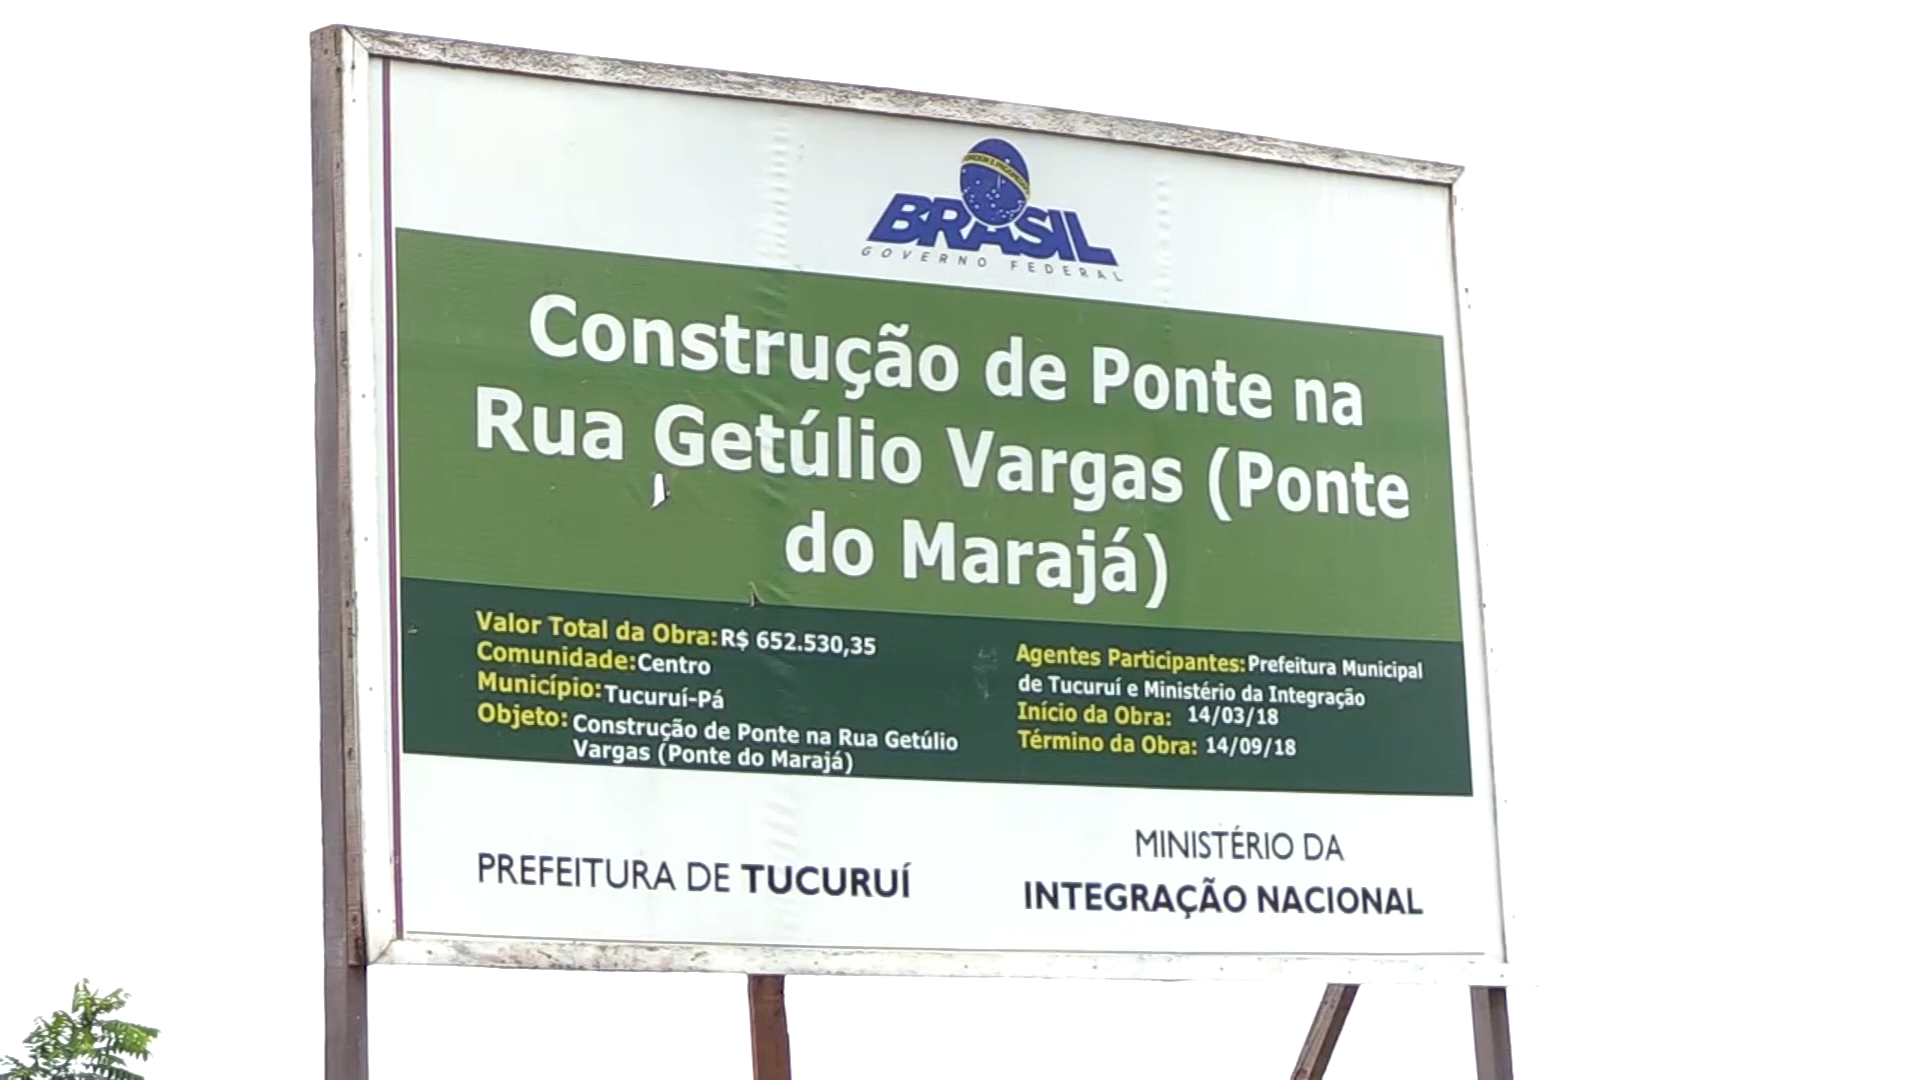 ORDEM E PROGRESSO
BRASIL
GOVERNO FEDERAL
Construção de Ponte na
Rua Getúlio Vargas (Ponte
do Marajá)
Valor Total da Obra: R$ 652.530,35
Comunidade: Centro
Município: Tucuruí-Pá
Objeto: Construção de Ponte na Rua Getúlio
Vargas (Ponte do Marajá)
Agentes Participantes: Prefeitura Municipal
de Tucuruí e Ministério da Integração
Início da Obra: 14/03/18
Término da Obra: 14/09/18
PREFEITURA DE TUCURUÍ
MINISTÉRIO DA
INTEGRAÇÃO NACIONAL